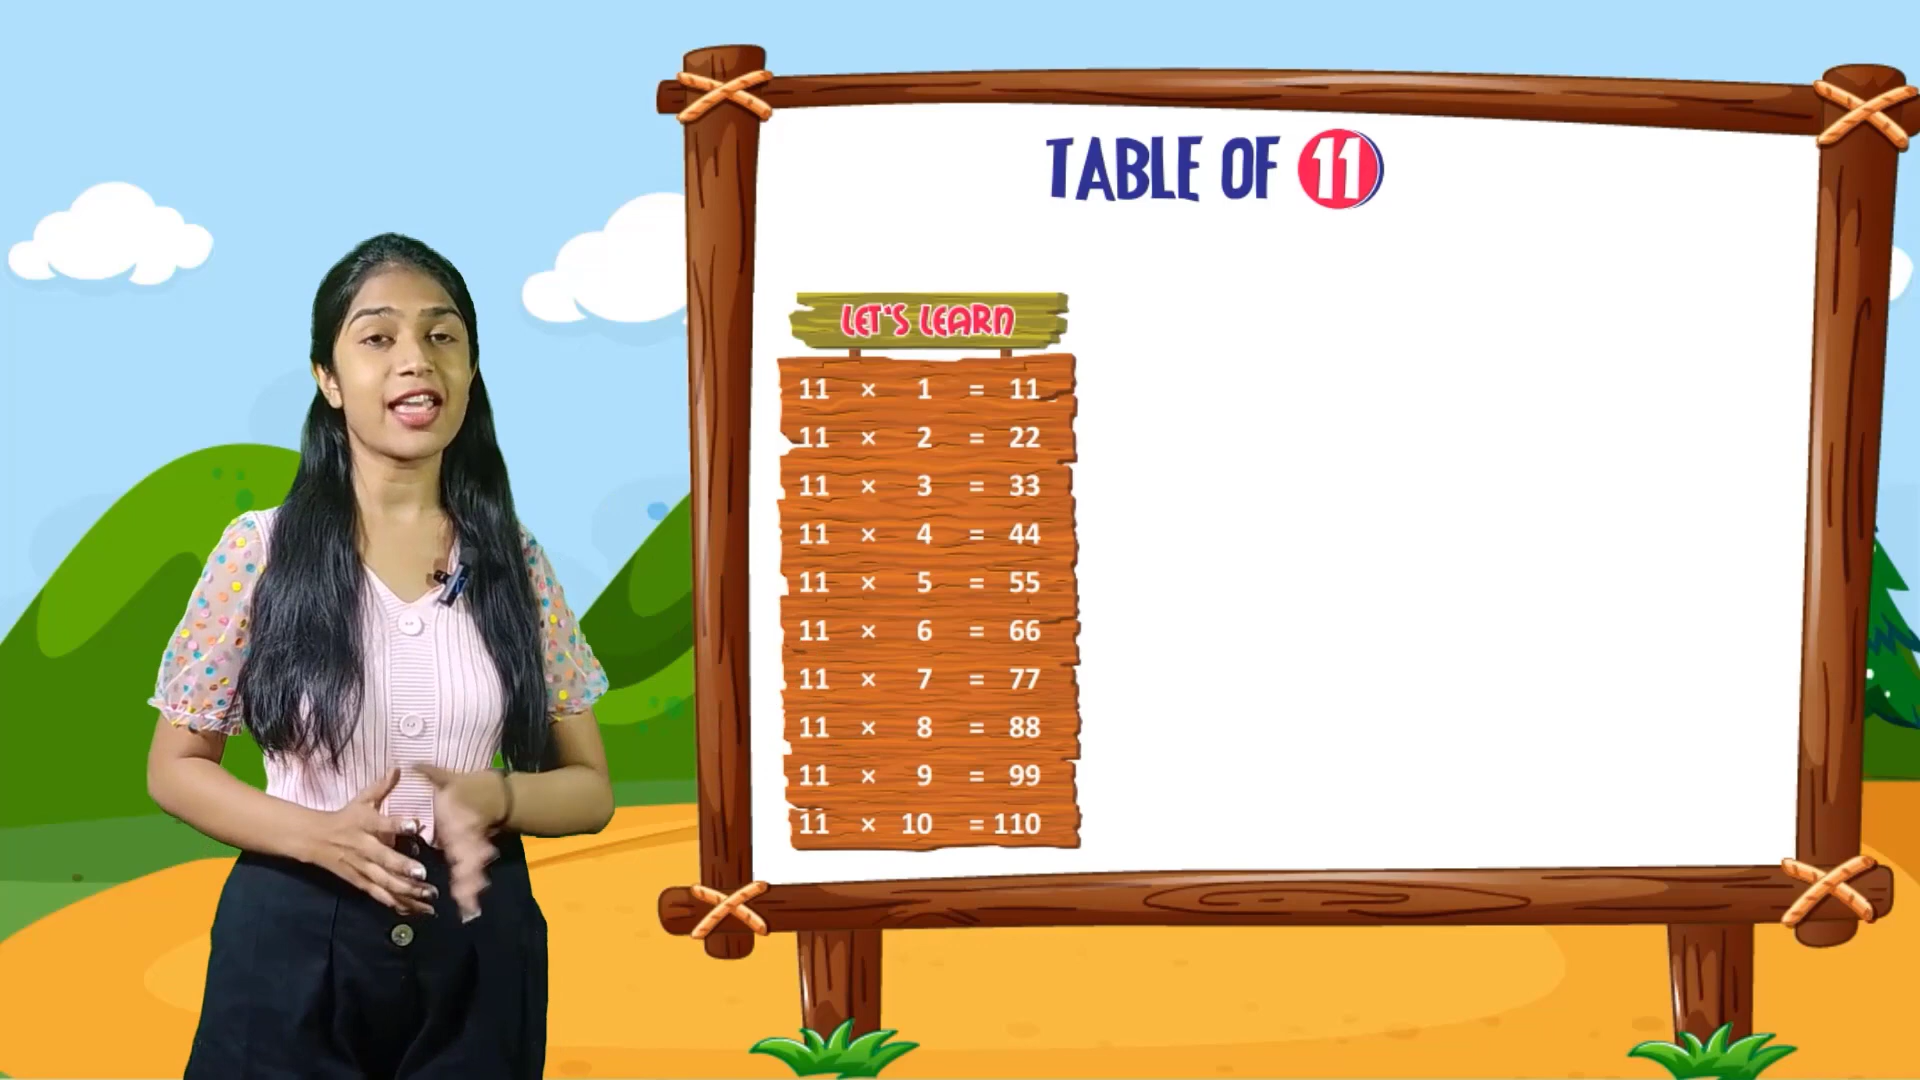 TABLE OF 11
LET'S LEARN
11 × 1 = 11
11 × 2 = 22
11 × 3 = 33
11 × 4 = 44
11 × 5 = 55
11 × 6 = 66
11 × 7 = 77
11 × 8 = 88
11 × 9 = 99
11 × 10 = 110